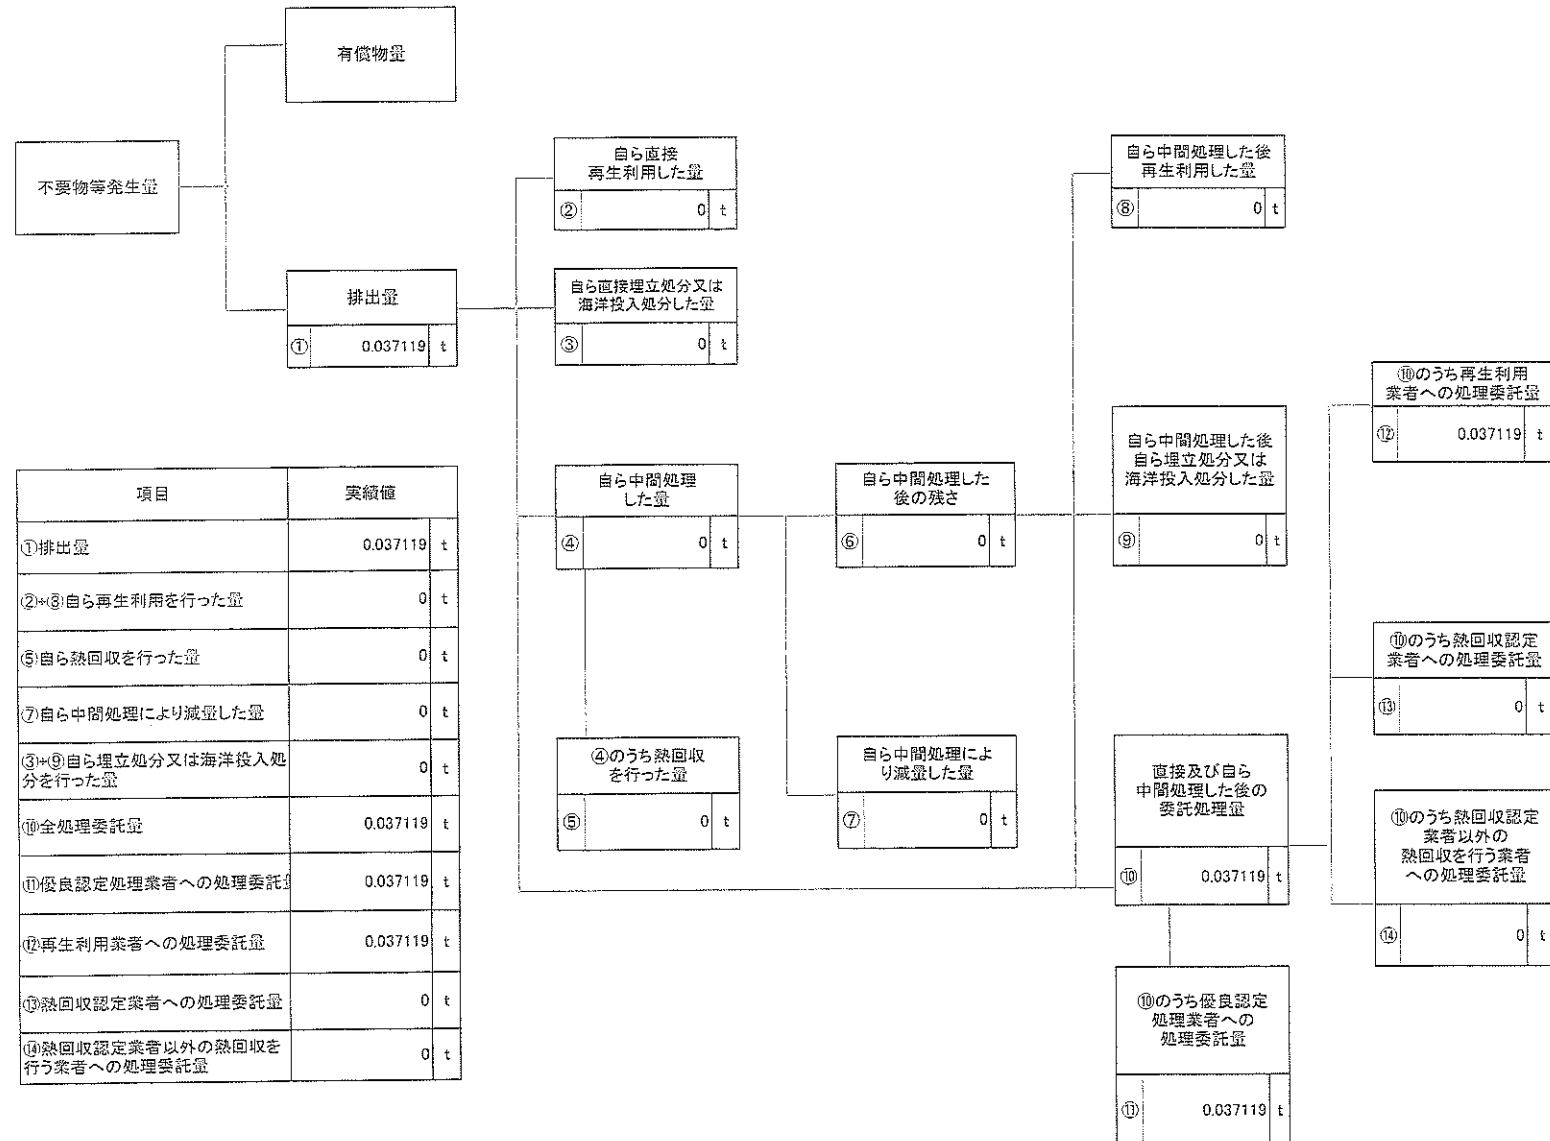 有償物量
不要物等発生量
排出量
① 0.037119 t
自ら直接
再生利用した量
② 0 t
自ら直接埋立処分又は
海洋投入処分した量
③ 0 t
自ら中間処理
した量
④ 0 t
④のうち熱回収
を行った量
⑤ 0 t
自ら中間処理した
後の残さ
⑥ 0 t
自ら中間処理によ
り減量した量
⑦ 0 t
自ら中間処理した後
再生利用した量
⑧ 0 t
自ら中間処理した後
自ら埋立処分又は
海洋投入処分した量
⑨ 0 t
直接及び自ら
中間処理した後の
委託処理量
⑩ 0.037119 t
⑩のうち優良認定
処理業者への
処理委託量
⑪ 0.037119 t
⑩のうち再生利用
業者への処理委託量
⑫ 0.037119 t
⑩のうち熱回収認定
業者への処理委託量
⑬ 0 t
⑩のうち熱回収認定
業者以外の
熱回収を行う業者
への処理委託量
⑭ 0 t
項目 実績値
①排出量 0.037119 t
②+⑧自ら再生利用を行った量 0 t
⑤自ら熱回収を行った量 0 t
⑦自ら中間処理により減量した量 0 t
③+⑨自ら埋立処分又は海洋投入処
分を行った量 0 t
⑩全処理委託量 0.037119 t
⑪優良認定処理業者への処理委託 0.037119 t
⑫再生利用業者への処理委託量 0.037119 t
⑬熱回収認定業者への処理委託量 0 t
⑭熱回収認定業者以外の熱回収を
行う業者への処理委託量 0 t